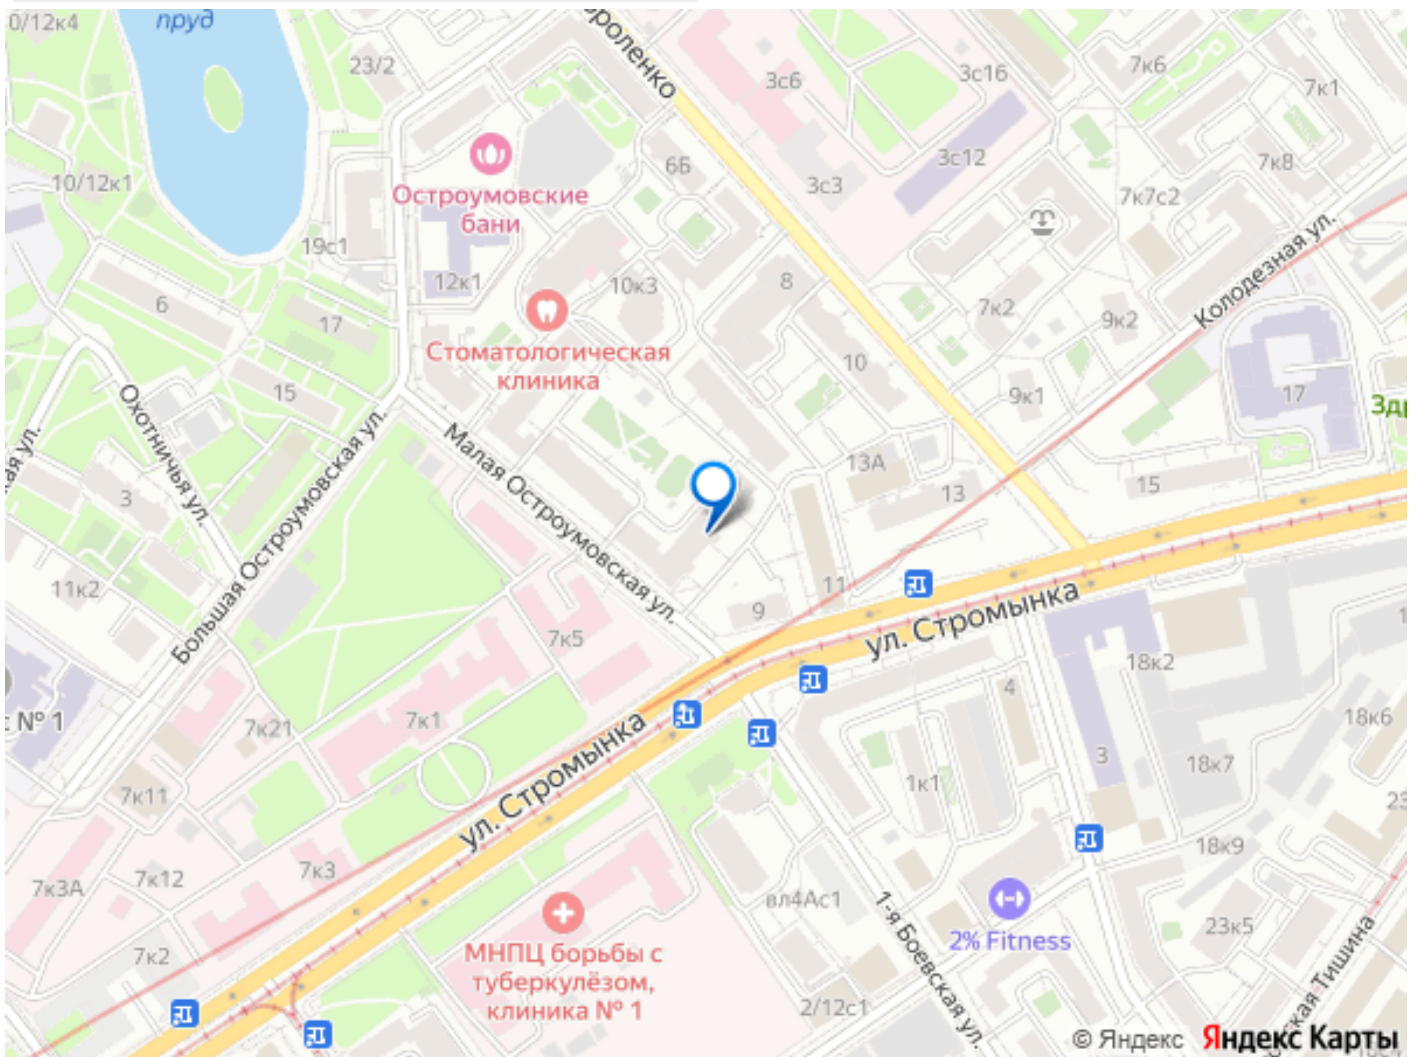 0/12к4
пруд
23/2
3с6
3с16
7к6
7к1
6Б
3с12
7к8
10/12к1
Остроумовские
бани
3с3
7к7с2
19с1
12к1
10к3
8
Колодезная ул.
6
17
7к2
9к2
Стоматологическая
клиника
10
15
9к1
17
Охотничья ул.
Большая Остроумовская ул.
Малая Остроумовская ул.
13А
13
15
3
11к2
11
9
7к5
ул. Стромынка
18к2
4
7к21
7к1
с № 1
18к6
3
18к7
1к1
7к11
ул. Стромынка
18к9
7к3
7к12
7к3А
вл4Ас1
1-я Боевская ул.
2% Fitness
23к5
7к2
МНПЦ борьбы с
туберкулёзом,
клиника № 1
2/12с1
© Яндекс Яндекс Карты